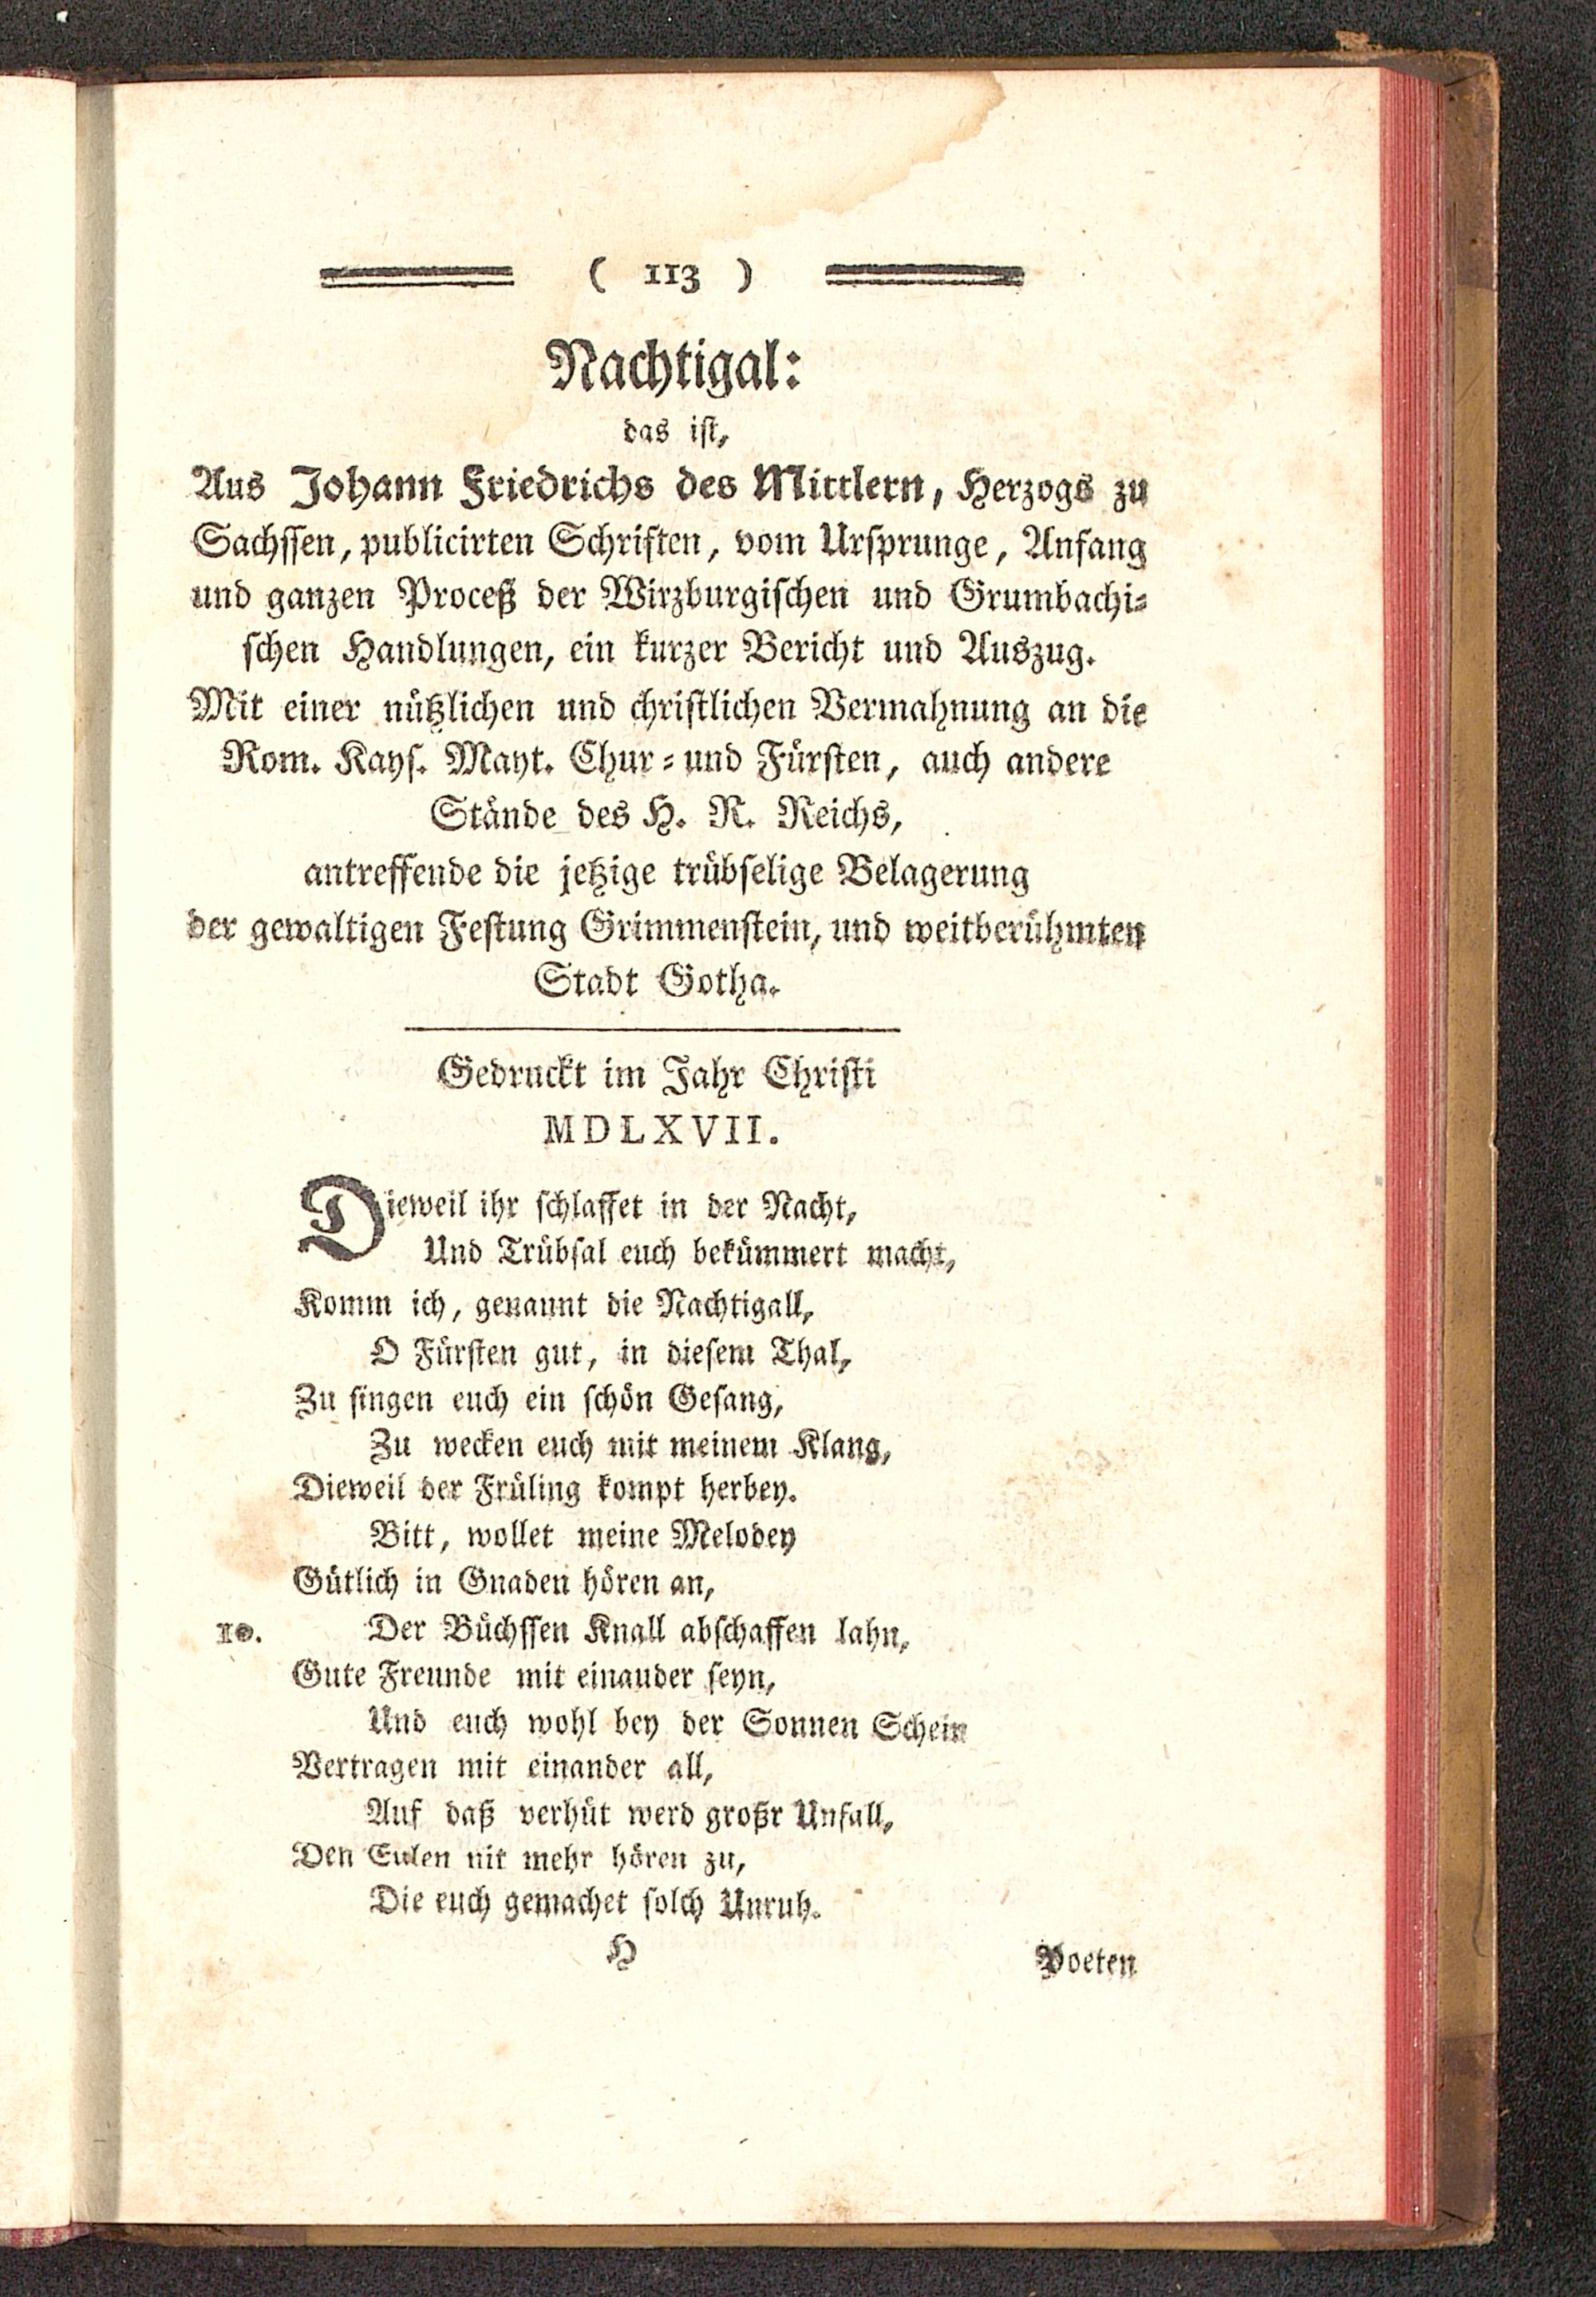 ( 113 )
Nachtigal:
das ist,
Aus Johann Friedrichs des Mittlern, Herzogs zu
Sachssen, publicirten Schriften, vom Ursprunge, Anfang
und ganzen Proceß der Wirzburgischen und Grumbachi-
schen Handlungen, ein kurzer Bericht und Auszug.
Mit einer nützlichen und christlichen Vermahnung an die
Rom. Kays. Mayt. Chur- und Fürsten, auch andere
Stände des H. R. Reichs,
antreffende die jetzige trübselige Belagerung
der gewaltigen Festung Grimmenstein, und weitberühmten
Stadt Gotha.
Gedruckt im Jahr Christi
MDLXVII.
Dieweil ihr schlaffet in der Nacht,
Und Trübsal euch bekümmert macht,
Komm ich, genannt die Nachtigall,
O Fürsten gut, in diesem Thal,
Zu singen euch ein schön Gesang,
Zu wecken euch mit meinem Klang,
Dieweil der Früling kompt herbey.
Bitt, wollet meine Melodey
Gütlich in Gnaden hören an,
10. Der Büchssen Knall abschaffen lahn,
Gute Freunde mit einander seyn,
Und euch wohl bey der Sonnen Schein
Vertragen mit einander all,
Auf daß verhüt werd großr Unfall,
Den Eulen nit mehr hören zu,
Die euch gemachet solch Unruh.
H Poeten